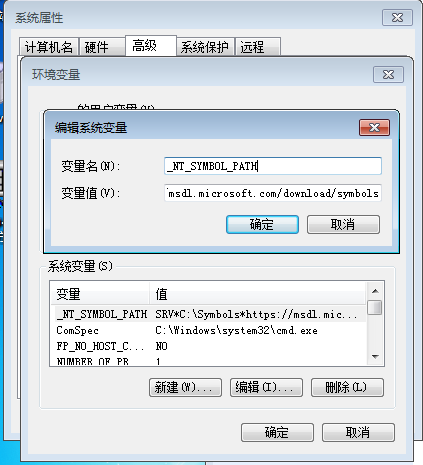 系统属性
计算机名 硬件 高级 系统保护 远程
环境变量
的用户变量(U)
编辑系统变量
变量名(N): _NT_SYMBOL_PATH
变量值(V): msdl.microsoft.com/download/symbols
确定 取消
系统变量(S)
变量 值
_NT_SYMBOL_PATH SRV*C:\Symbols*https://msdl.mic...
ComSpec C:\Windows\system32\cmd.exe
FP_NO_HOST_C... NO
NUMBER_OF_PR 1
新建(W)... 编辑(I)... 删除(L)
确定 取消